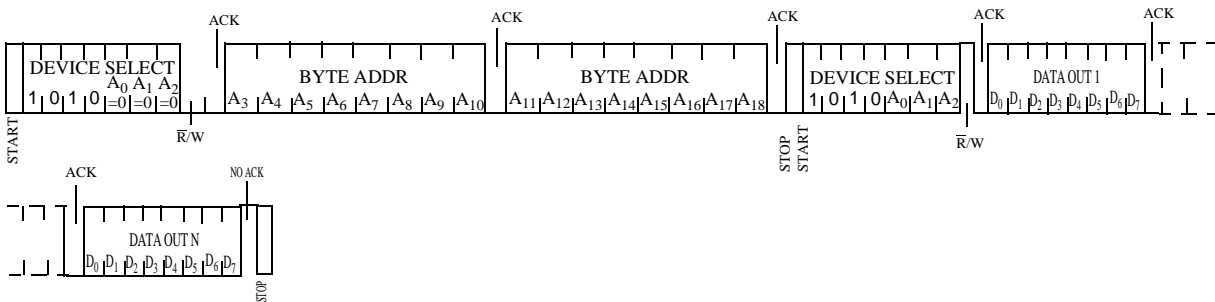 ACK ACK ACK ACK ACK
DEVICE SELECT BYTE ADDR BYTE ADDR DEVICE SELECT DATA OUT 1
1 0 1 0 A0 =0 A1 =0 A2 =0 A3 A4 A5 A6 A7 A8 A9 A10 A11 A12 A13 A14 A15 A16 A17 A18 1 0 1 0 A0 A1 A2 D0 D1 D2 D3 D4 D5 D6 D7
START R̅/W STOP START R̅/W
ACK NO ACK
DATA OUT N
D0 D1 D2 D3 D4 D5 D6 D7
STOP